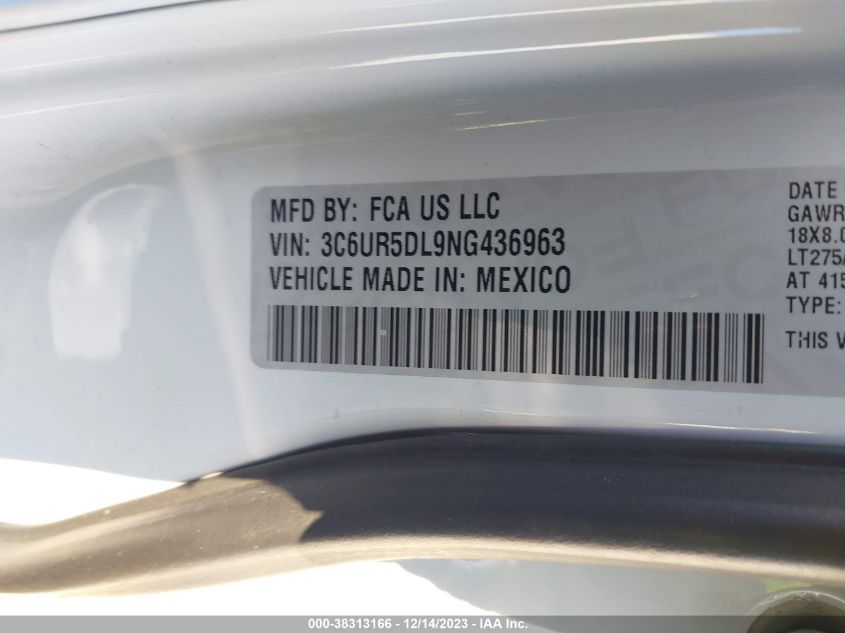 MFD BY: FCA US LLC
VIN: 3C6UR5DL9NG436963
VEHICLE MADE IN: MEXICO
DATE
GAWR
18X8.0
LT275/
AT 415
TYPE:
THIS V
000-38313166 - 12/14/2023 - IAA Inc.